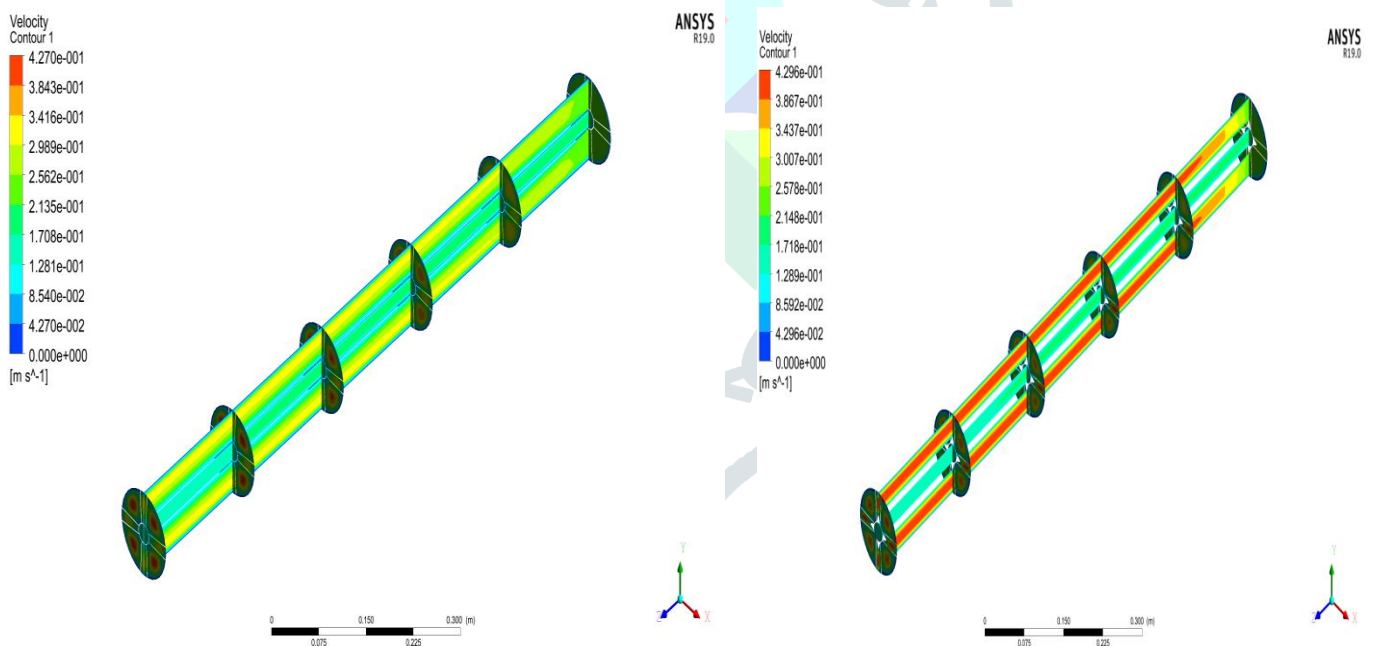 Velocity
Contour 1
4.270e-001
3.843e-001
3.416e-001
2.989e-001
2.562e-001
2.135e-001
1.708e-001
1.281e-001
8.540e-002
4.270e-002
0.000e+000
[m s^-1]
ANSYS
R19.0
Y
Z
X
0
0.150
0.300 (m)
0.075
0.225
Velocity
Contour 1
4.296e-001
3.867e-001
3.437e-001
3.007e-001
2.578e-001
2.148e-001
1.718e-001
1.289e-001
8.592e-002
4.296e-002
0.000e+000
[m s^-1]
ANSYS
R19.0
Y
Z
X
0
0.150
0.300 (m)
0.075
0.225